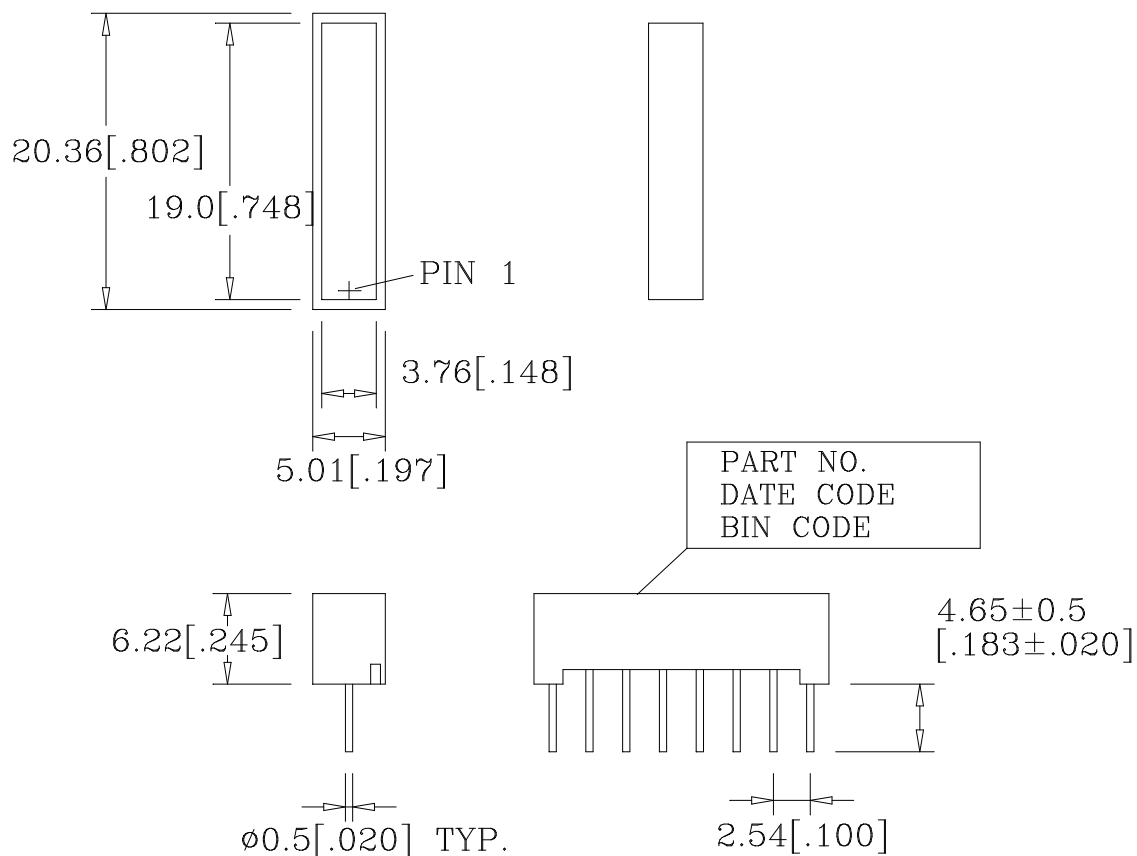 20.36[.802]
19.0[.748]
PIN 1
3.76[.148]
5.01[.197]
PART NO.
DATE CODE
BIN CODE
6.22[.245]
4.65±0.5
[.183±.020]
ø0.5[.020] TYP.
2.54[.100]